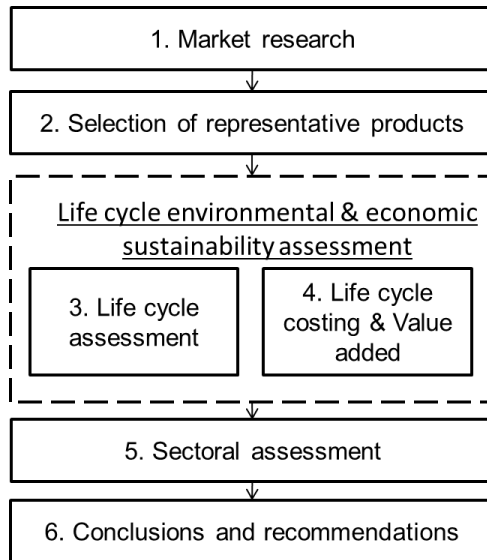 1. Market research
2. Selection of representative products
Life cycle environmental & economic
sustainability assessment
3. Life cycle
assessment
4. Life cycle
costing & Value
added
5. Sectoral assessment
6. Conclusions and recommendations